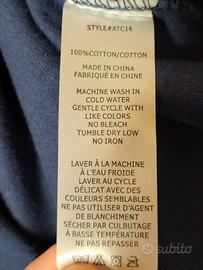 STYLE#ATC16
100%COTTON/COTTON
MADE IN CHINA
FABRIQUÉ EN CHINE
MACHINE WASH IN
COLD WATER
GENTLE CYCLE WITH
LIKE COLORS
NO BLEACH
TUMBLE DRY LOW
NO IRON
LAVER À LA MACHINE
À L'EAU FROIDE
LAVER AU CYCLE
DÉLICAT AVEC DES
COULEURS SEMBLABLES
NE PAS UTILISER D'AGENT
DE BLANCHIMENT
SÉCHER PAR CULBUTAGE
À BASSE TEMPÉRATURE
NE PAS REPASSER
subito